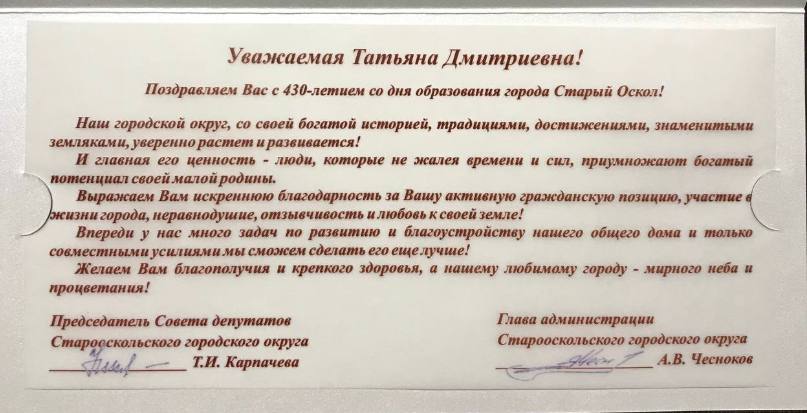 Уважаемая Татьяна Дмитриевна!
Поздравляем Вас с 430-летием со дня образования города Старый Оскол!
Наш городской округ, со своей богатой историей, традициями, достижениями, знаменитыми
земляками, уверенно растет и развивается!
И главная его ценность - люди, которые не жалея времени и сил, приумножают богатый
потенциал своей малой родины.
Выражаем Вам искреннюю благодарность за Вашу активную гражданскую позицию, участие в
жизни города, неравнодушие, отзывчивость и любовь к своей земле!
Впереди у нас много задач по развитию и благоустройству нашего общего дома и только
совместными усилиями мы сможем сделать его еще лучше!
Желаем Вам благополучия и крепкого здоровья, а нашему любимому городу - мирного неба и
процветания!
Председатель Совета депутатов
Старооскольского городского округа
Т.И. Карпачева
Глава администрации
Старооскольского городского округа
А.В. Чесноков